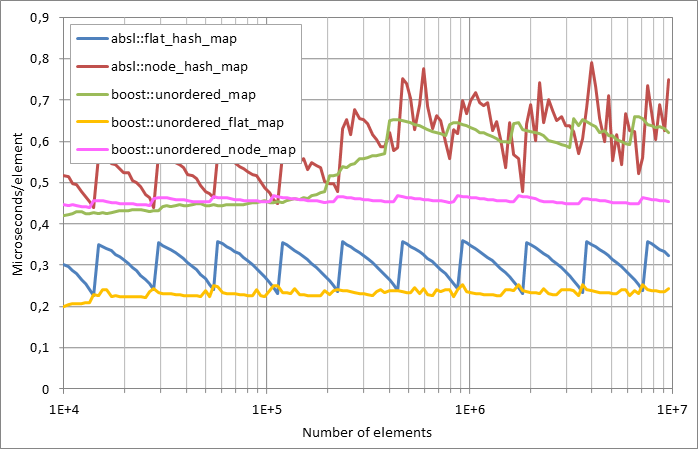 0,9
0,8
0,7
0,6
0,5
0,4
0,3
0,2
0,1
0
Microseconds/element
absl::flat_hash_map
absl::node_hash_map
boost::unordered_map
boost::unordered_flat_map
boost::unordered_node_map
1E+4 1E+5 1E+6 1E+7
Number of elements